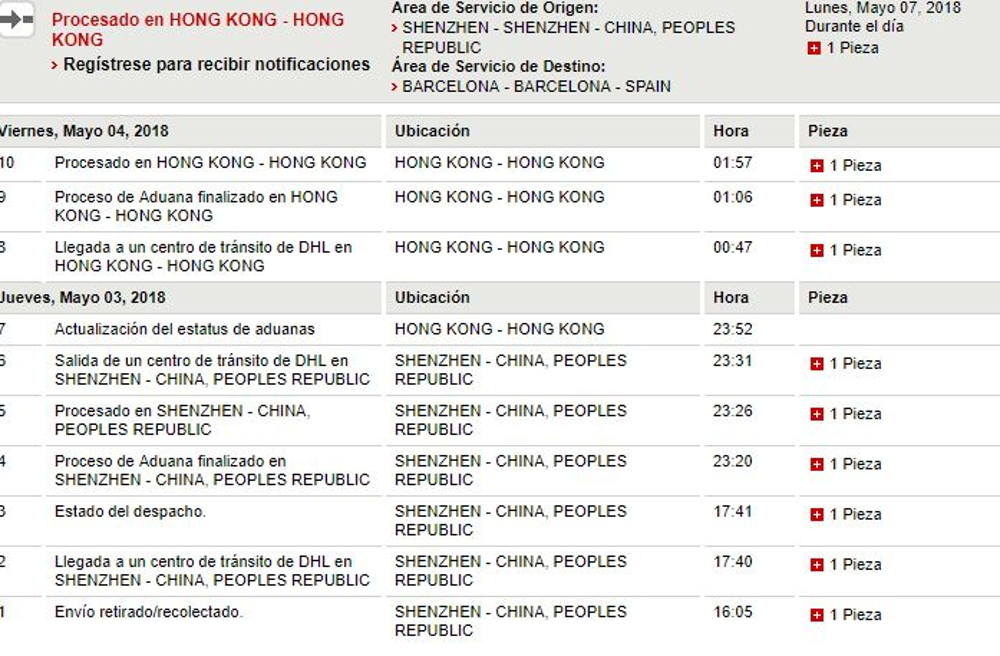 Procesado en HONG KONG - HONG
KONG
› Regístrese para recibir notificaciones
Área de Servicio de Origen:
› SHENZHEN - SHENZHEN - CHINA, PEOPLES
REPUBLIC
Área de Servicio de Destino:
› BARCELONA - BARCELONA - SPAIN
Lunes, Mayo 07, 2018
Durante el día
1 Pieza
Viernes, Mayo 04, 2018 Ubicación Hora Pieza
10 Procesado en HONG KONG - HONG KONG HONG KONG - HONG KONG 01:57 1 Pieza
9 Proceso de Aduana finalizado en HONG HONG KONG - HONG KONG 01:06 1 Pieza
KONG - HONG KONG
8 Llegada a un centro de tránsito de DHL en HONG KONG - HONG KONG 00:47 1 Pieza
HONG KONG - HONG KONG
Jueves, Mayo 03, 2018 Ubicación Hora Pieza
7 Actualización del estatus de aduanas HONG KONG - HONG KONG 23:52
6 Salida de un centro de tránsito de DHL en SHENZHEN - CHINA, PEOPLES 23:31 1 Pieza
SHENZHEN - CHINA, PEOPLES REPUBLIC REPUBLIC
5 Procesado en SHENZHEN - CHINA, SHENZHEN - CHINA, PEOPLES 23:26 1 Pieza
PEOPLES REPUBLIC REPUBLIC
4 Proceso de Aduana finalizado en SHENZHEN - CHINA, PEOPLES 23:20 1 Pieza
SHENZHEN - CHINA, PEOPLES REPUBLIC REPUBLIC
3 Estado del despacho. SHENZHEN - CHINA, PEOPLES 17:41 1 Pieza
REPUBLIC
2 Llegada a un centro de tránsito de DHL en SHENZHEN - CHINA, PEOPLES 17:40 1 Pieza
SHENZHEN - CHINA, PEOPLES REPUBLIC REPUBLIC
1 Envío retirado/recolectado. SHENZHEN - CHINA, PEOPLES 16:05 1 Pieza
REPUBLIC